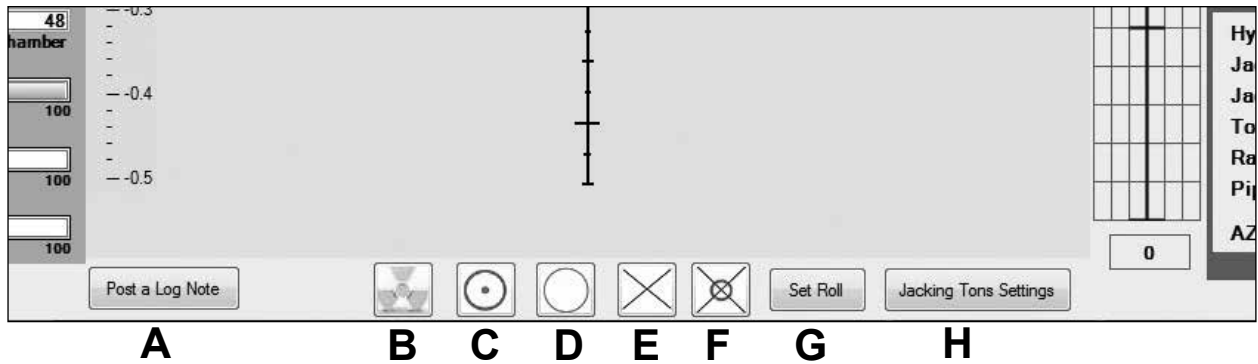 48
hamber
100
100
100
-0.3
-0.4
-0.5
0
Hy
Ja
Ja
To
Ra
Pi
AZ
Post a Log Note
Set Roll
Jacking Tons Settings
A
B
C
D
E
F
G
H